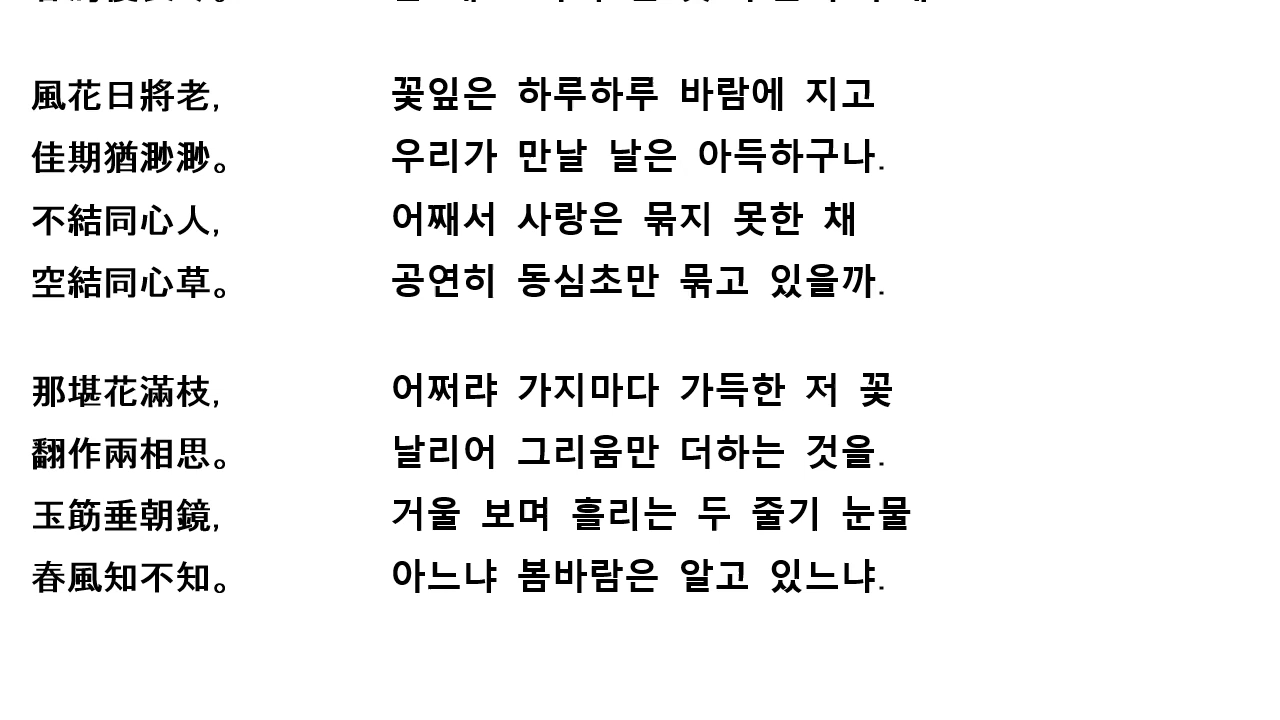 風花日將老, 꽃잎은 하루하루 바람에 지고
佳期猶渺渺。 우리가 만날 날은 아득하구나.
不結同心人, 어째서 사랑은 묶지 못한 채
空結同心草。 공연히 동심초만 묶고 있을까.
那堪花滿枝, 어쩌랴 가지마다 가득한 저 꽃
翻作兩相思。 날리어 그리움만 더하는 것을.
玉筯垂朝鏡, 거울 보며 흘리는 두 줄기 눈물
春風知不知。 아느냐 봄바람은 알고 있느냐.